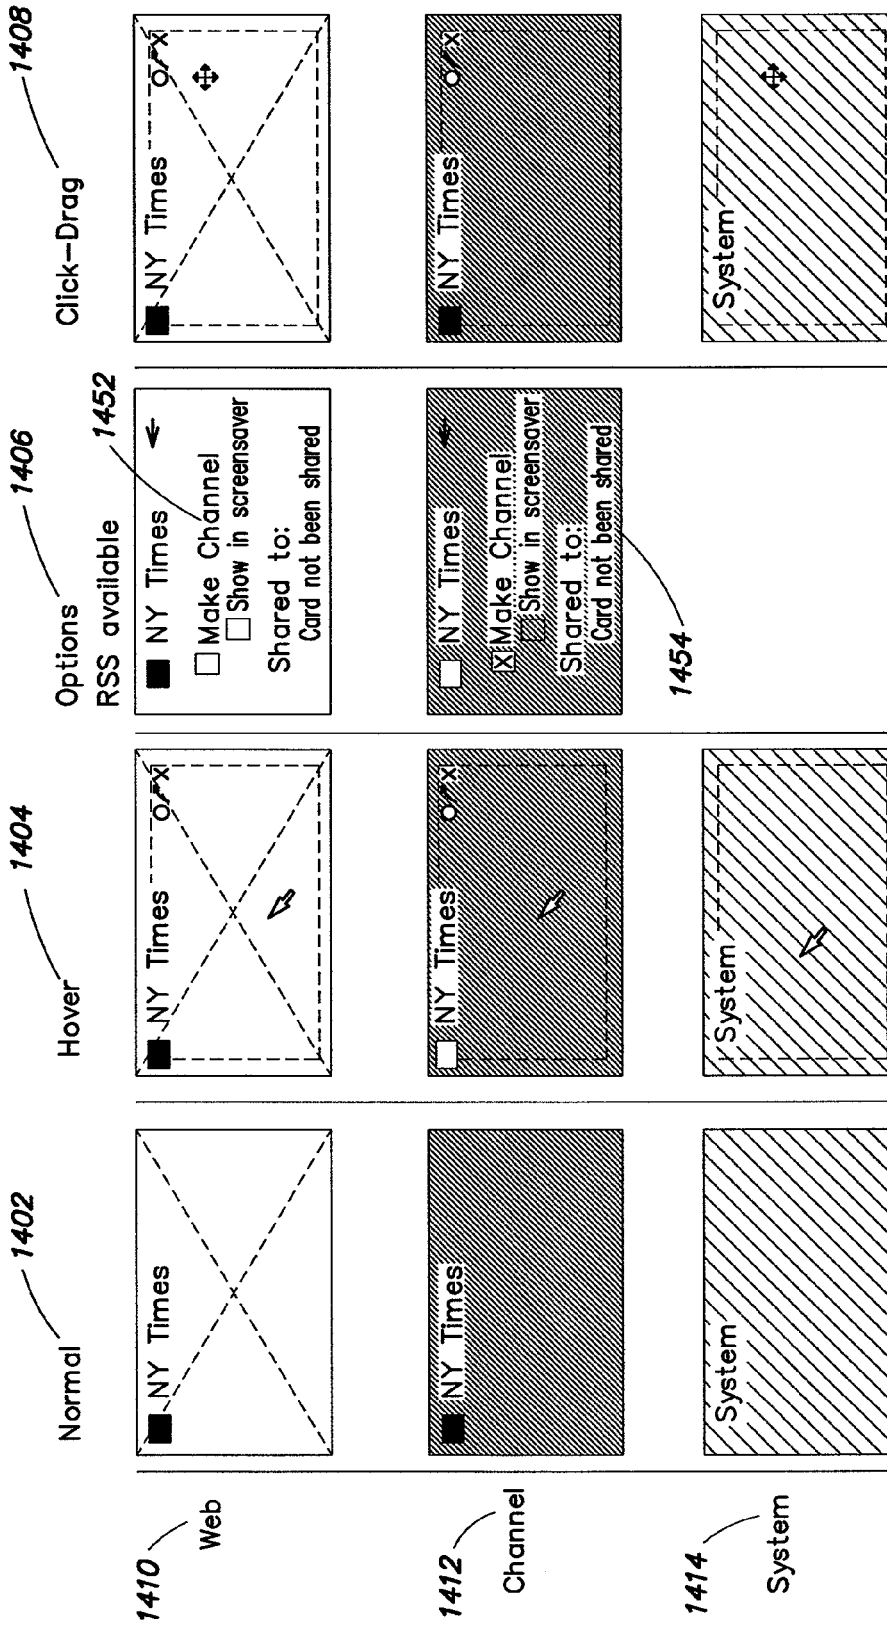 1402
1404
1406
1408
Normal
Hover
Options
RSS available
Click-Drag
1410
Web
NY Times
NY Times
X
NY Times
Make Channel
Show in screensaver
Shared to:
Card not been shared
1452
NY Times
X
1412
Channel
NY Times
NY Times
X
NY Times
X Make Channel
Show in screensaver
Shared to:
Card not been shared
1454
NY Times
X
1414
System
System
System
System